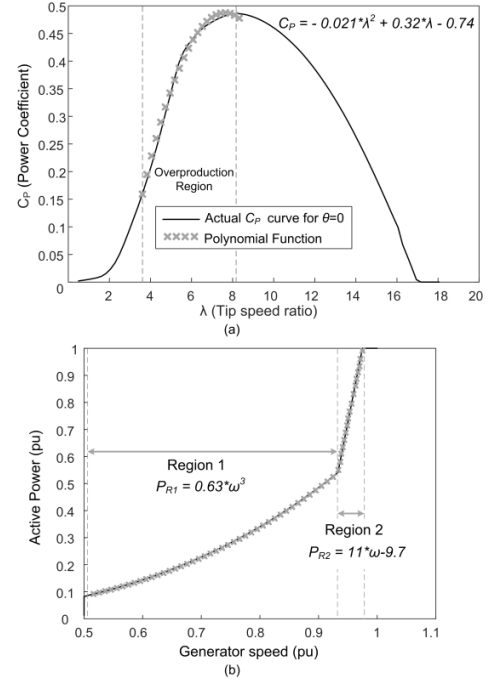 0.5
0.45
0.4
0.35
0.3
0.25
0.2
0.15
0.1
0.05
0
C_P (Power Coefficient)
C_P = - 0.021*λ² + 0.32*λ - 0.74
Overproduction
Region
Actual C_P curve for θ=0
Polynomial Function
2 4 6 8 10 12 14 16 18 20
λ (Tip speed ratio)
(a)
1
0.9
0.8
0.7
0.6
0.5
0.4
0.3
0.2
0.1
0
Active Power (pu)
Region 1
P_R1 = 0.63*ω³
Region 2
P_R2 = 11*ω-9.7
0.5 0.6 0.7 0.8 0.9 1 1.1
Generator speed (pu)
(b)